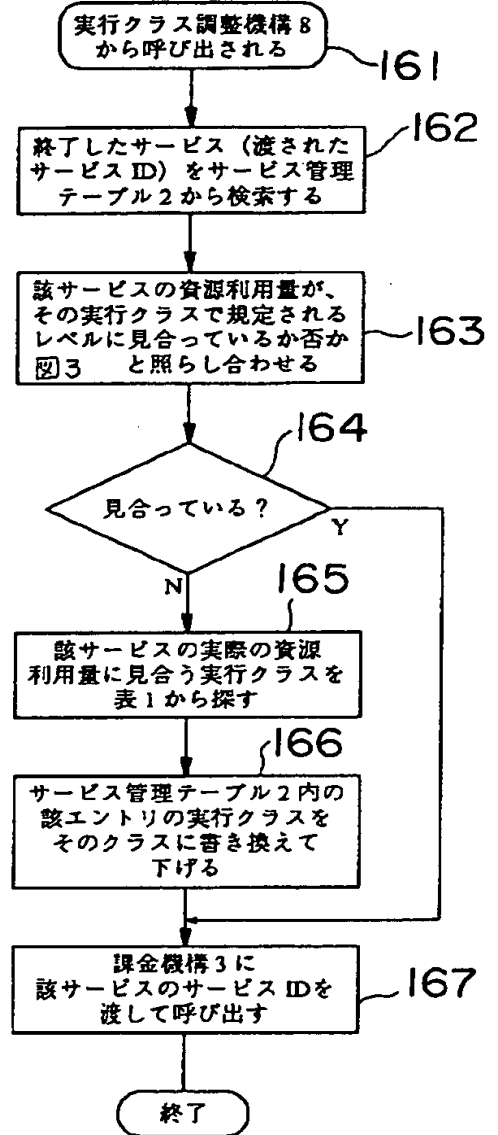 実行クラス調整機構8
から呼び出される
161
162
終了したサービス（渡された
サービスID）をサービス管理
テーブル2から検索する
該サービスの資源利用量が、
その実行クラスで規定される
レベルに見合っているか否か
図3 と照らし合わせる
163
164
見合っている？
Y
N
165
該サービスの実際の資源
利用量に見合う実行クラスを
表1から探す
166
サービス管理テーブル2内の
該エントリの実行クラスを
そのクラスに書き換えて
下げる
課金機構3に
該サービスのサービスIDを
渡して呼び出す
167
終了